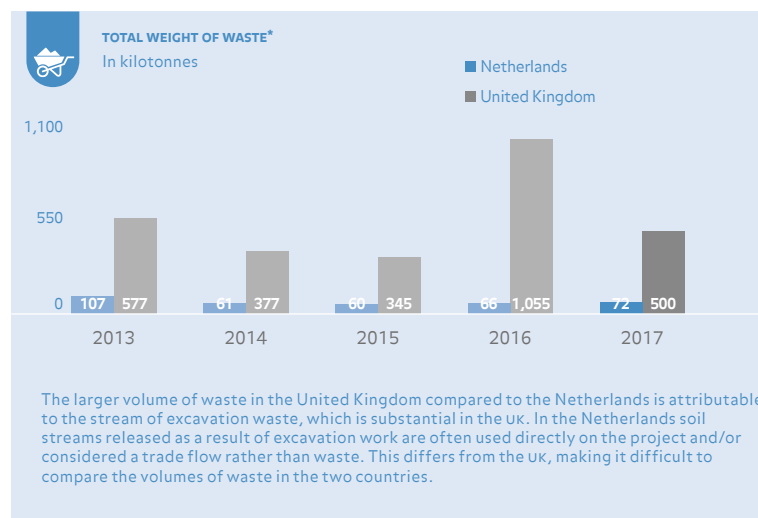 TOTAL WEIGHT OF WASTE*
In kilotonnes
Netherlands
United Kingdom
1,100
550
0
107 577 61 377 60 345 66 1,055 72 500
2013 2014 2015 2016 2017
The larger volume of waste in the United Kingdom compared to the Netherlands is attributable
to the stream of excavation waste, which is substantial in the UK. In the Netherlands soil
streams released as a result of excavation work are often used directly on the project and/or
considered a trade flow rather than waste. This differs from the UK, making it difficult to
compare the volumes of waste in the two countries.